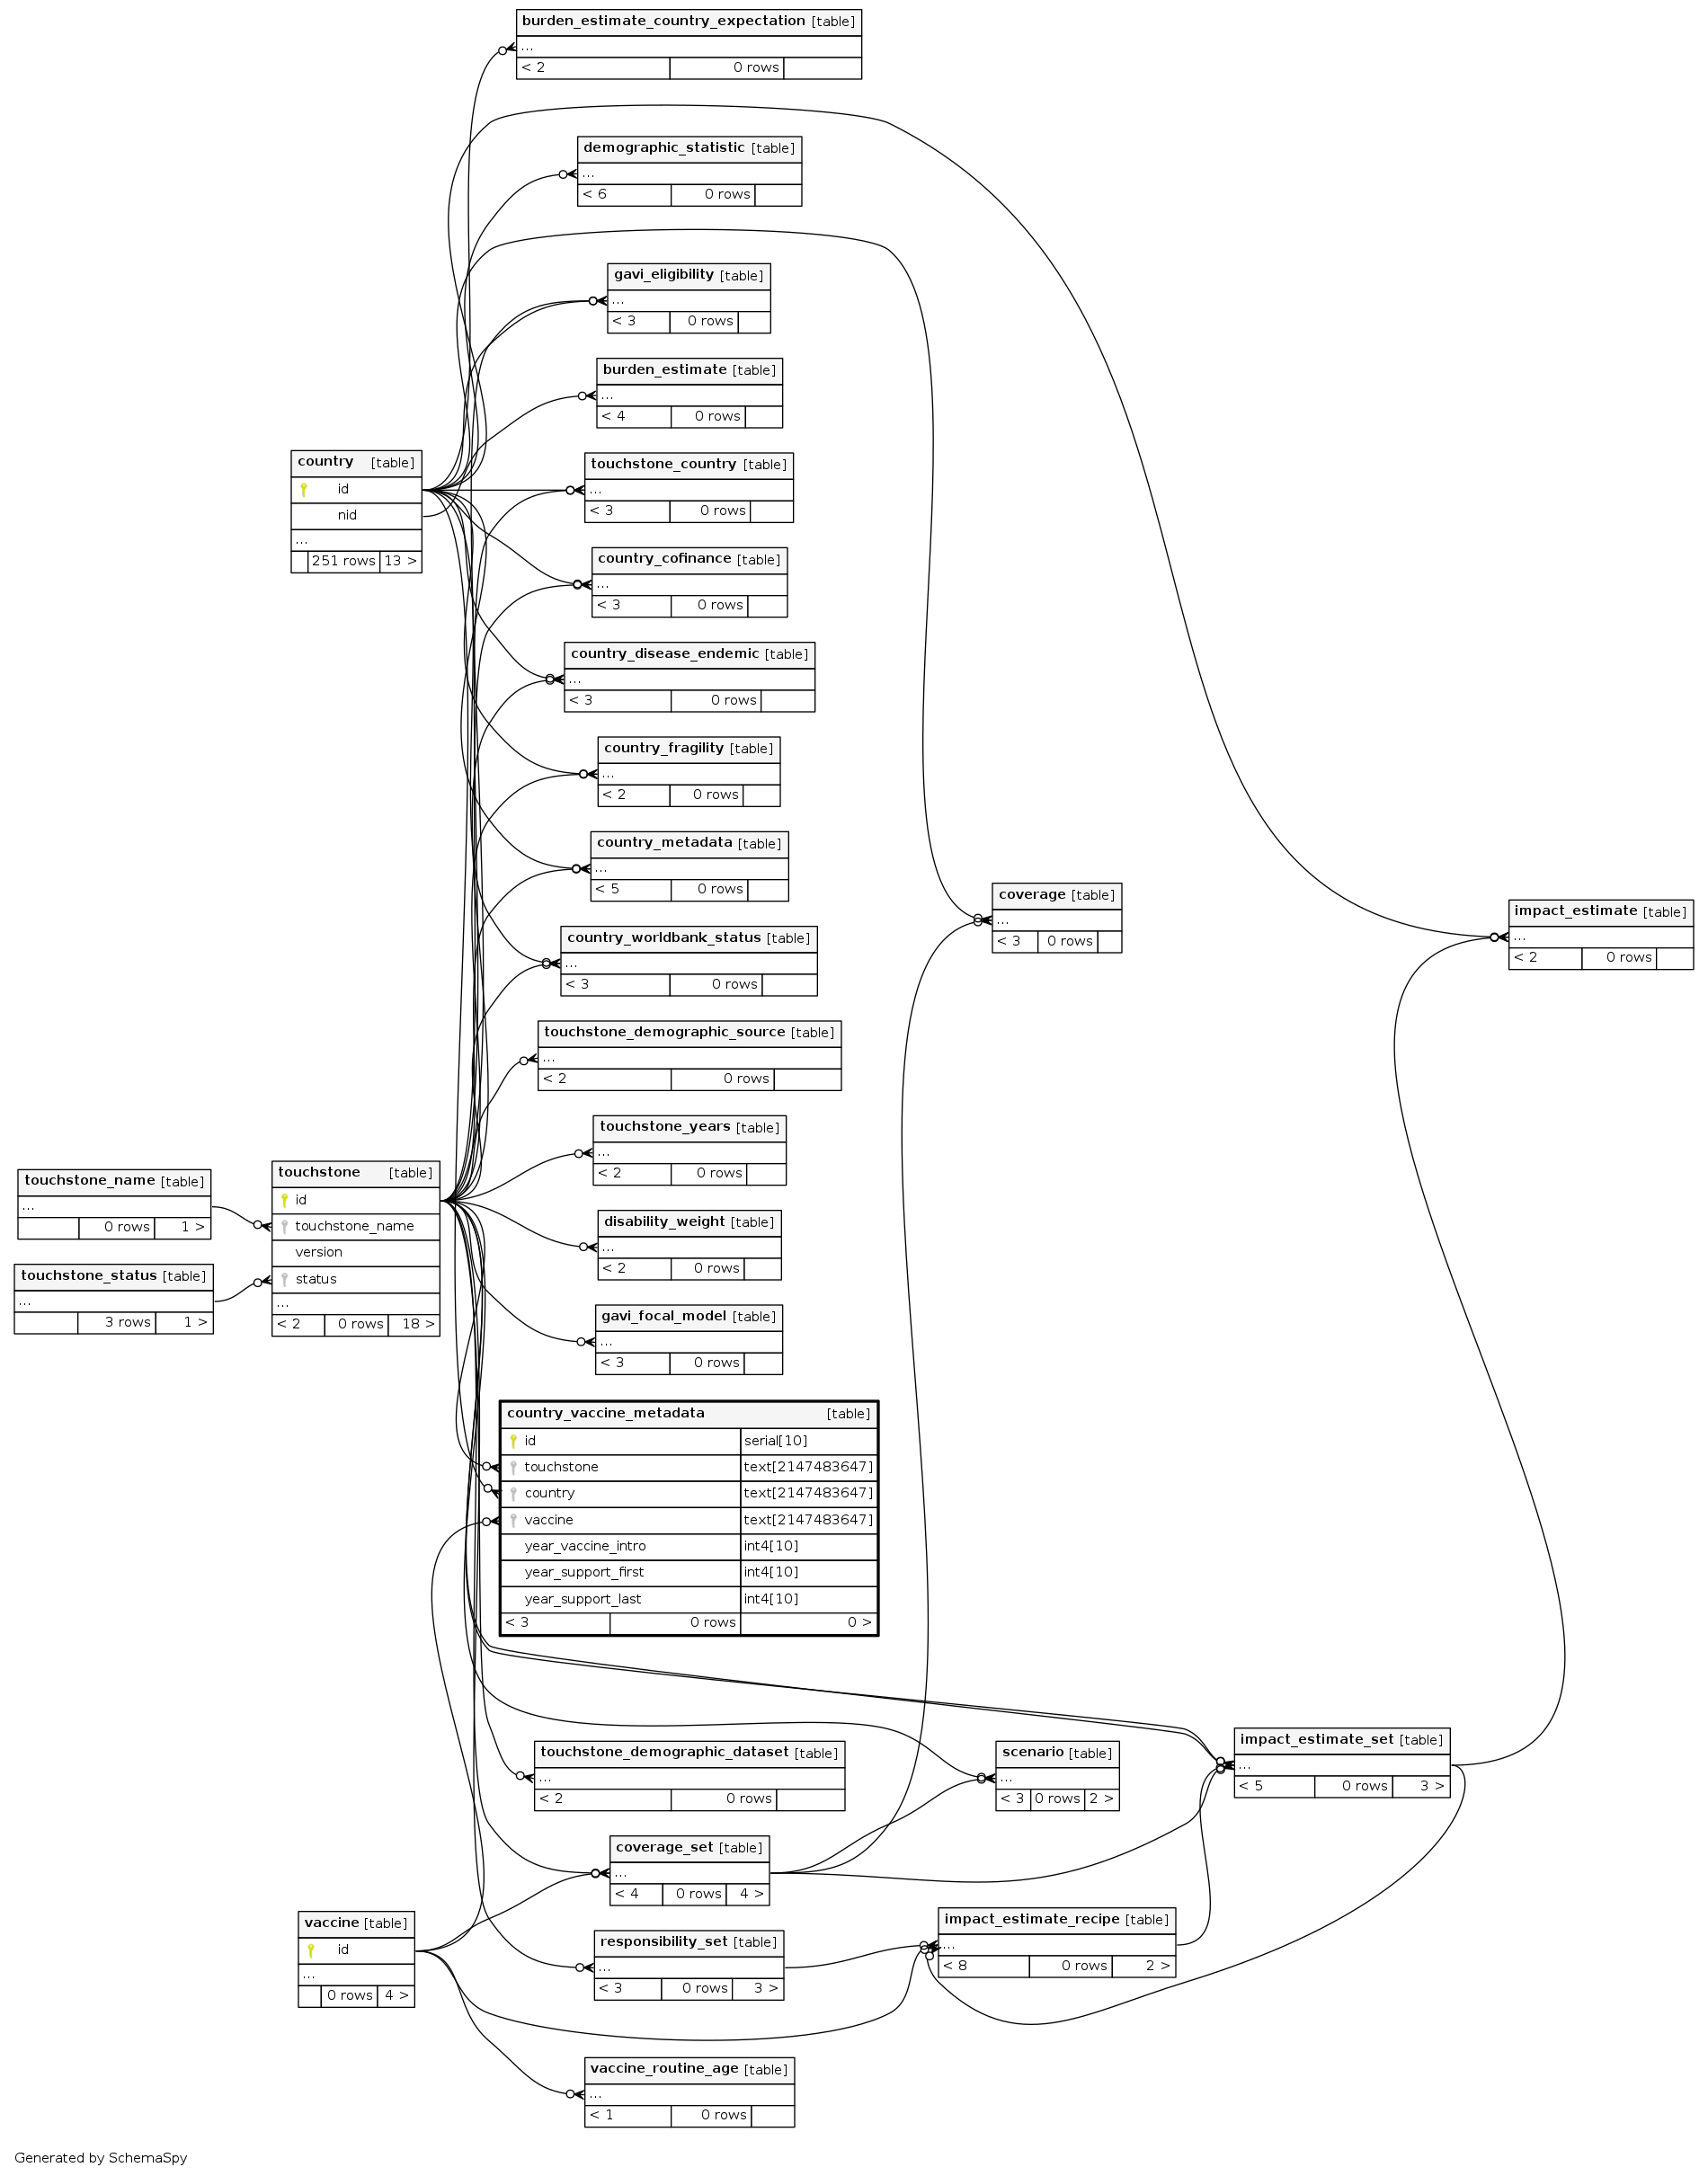 burden_estimate_country_expectation [table]
...
< 2 0 rows
demographic_statistic [table]
...
< 6 0 rows
gavi_eligibility [table]
...
< 3 0 rows
burden_estimate [table]
...
< 4 0 rows
country [table]
id
nid
...
251 rows 13 >
touchstone_country [table]
...
< 3 0 rows
country_cofinance [table]
...
< 3 0 rows
country_disease_endemic [table]
...
< 3 0 rows
country_fragility [table]
...
< 2 0 rows
country_metadata [table]
...
< 5 0 rows
coverage [table]
...
< 3 0 rows
impact_estimate [table]
...
< 2 0 rows
country_worldbank_status [table]
...
< 3 0 rows
touchstone_demographic_source [table]
...
< 2 0 rows
touchstone_years [table]
...
< 2 0 rows
touchstone_name [table]
...
0 rows 1 >
touchstone_status [table]
...
3 rows 1 >
touchstone [table]
id
touchstone_name
version
status
...
< 2 0 rows 18 >
disability_weight [table]
...
< 2 0 rows
gavi_focal_model [table]
...
< 3 0 rows
country_vaccine_metadata [table]
id serial[10]
touchstone text[2147483647]
country text[2147483647]
vaccine text[2147483647]
year_vaccine_intro int4[10]
year_support_first int4[10]
year_support_last int4[10]
< 3 0 rows 0 >
touchstone_demographic_dataset [table]
...
< 2 0 rows
scenario [table]
...
< 3 0 rows 2 >
impact_estimate_set [table]
...
< 5 0 rows 3 >
coverage_set [table]
...
< 4 0 rows 4 >
vaccine [table]
id
...
0 rows 4 >
responsibility_set [table]
...
< 3 0 rows 3 >
impact_estimate_recipe [table]
...
< 8 0 rows 2 >
vaccine_routine_age [table]
...
< 1 0 rows
Generated by SchemaSpy